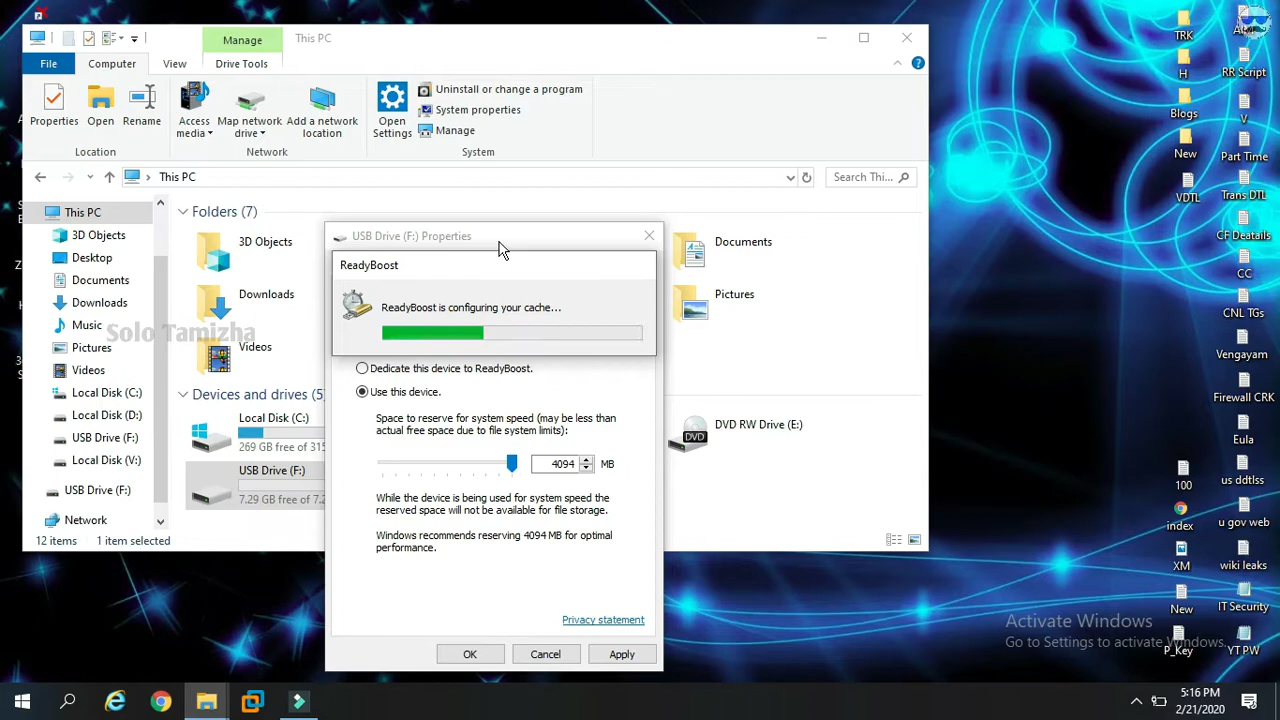 Manage
This PC
File
Computer
View
Drive Tools
Properties
Open
Rename
Access media
Map network drive
Add a network location
Open Settings
Uninstall or change a program
System properties
Manage
Location
Network
System
This PC
Search Thi...
This PC
3D Objects
Desktop
Documents
Downloads
Music
Pictures
Videos
Local Disk (C:)
Local Disk (D:)
USB Drive (F:)
Local Disk (V:)
USB Drive (F:)
Network
Folders (7)
3D Objects
Downloads
Videos
Documents
Pictures
Devices and drives (5)
Local Disk (C:)
269 GB free of 315
USB Drive (F:)
7.29 GB free of 7.2
DVD RW Drive (E:)
DVD
12 items
1 item selected
Solo Tamizha
USB Drive (F:) Properties
ReadyBoost
ReadyBoost is configuring your cache...
Dedicate this device to ReadyBoost.
Use this device.
Space to reserve for system speed (may be less than
actual free space due to file system limits):
4094 MB
While the device is being used for system speed the
reserved space will not be available for file storage.
Windows recommends reserving 4094 MB for optimal
performance.
Privacy statement
OK
Cancel
Apply
TRK
H
RR Script
Blogs
V
New
Part Time
VDTL
Trans DTL
CF Deatails
CC
CNL TGs
Vengayam
Firewall CRK
Eula
100
us ddtlss
index
u gov web
XM
wiki leaks
New
IT Security
P_Key
YT PW
Activate Windows
Go to Settings to activate Windows.
5:16 PM
2/21/2020